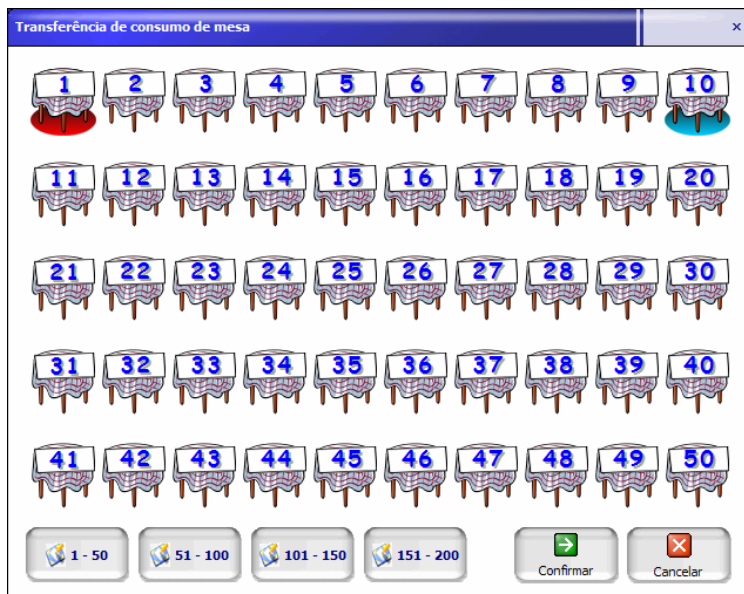 Transferência de consumo de mesa
1 2 3 4 5 6 7 8 9 10
11 12 13 14 15 16 17 18 19 20
21 22 23 24 25 26 27 28 29 30
31 32 33 34 35 36 37 38 39 40
41 42 43 44 45 46 47 48 49 50
1 - 50 51 - 100 101 - 150 151 - 200 Confirmar Cancelar